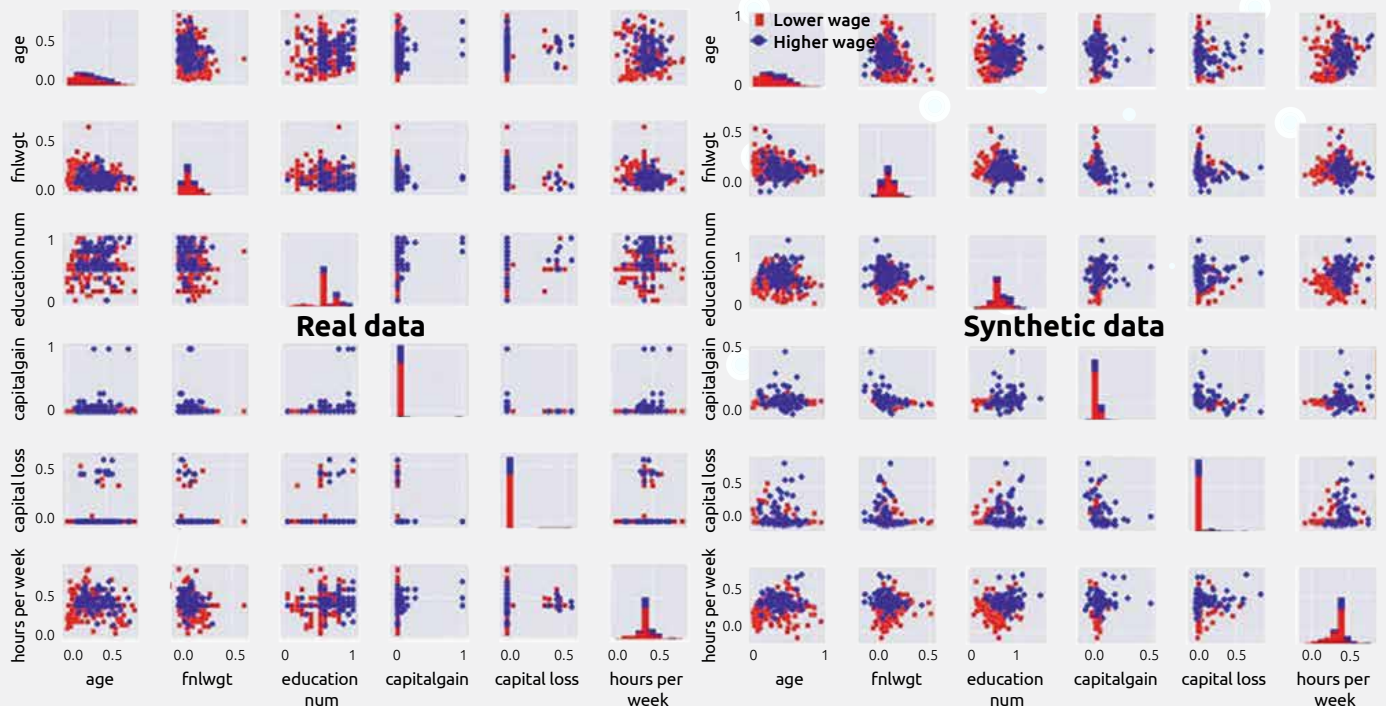 Lower wage
Higher wage
age
0.5
0.0
age
1
0
fnlwgt
0.5
0.0
fnlwgt
0.5
0.0
education num
1
0
education num
1
0
Real data
Synthetic data
capitalgain
1
0
capitalgain
0.5
0.0
capital loss
0.5
0.0
capital loss
0.5
0.0
hours per week
0.5
0.0
hours per week
0.5
0.0
0.0 0.5 0.0 0.5 0 1 0 1 0.0 0.5 0.0 0.5
age fnlwgt education num capitalgain capital loss hours per week
0 1 0.0 0.5 0 1 0.0 0.5 0.0 0.5 0.0 0.5
age fnlwgt education num capitalgain capital loss hours per week